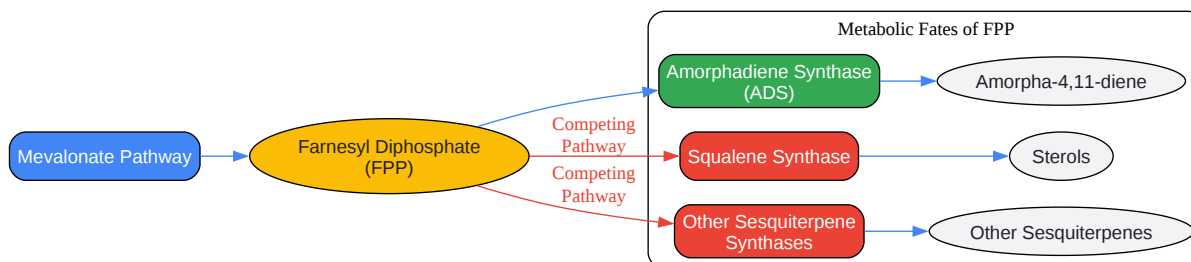 Metabolic Fates of FPP
Mevalonate Pathway
Farnesyl Diphosphate
(FPP)
Amorphadiene Synthase
(ADS)
Amorpha-4,11-diene
Competing
Pathway
Squalene Synthase
Sterols
Competing
Pathway
Other Sesquiterpene
Synthases
Other Sesquiterpenes